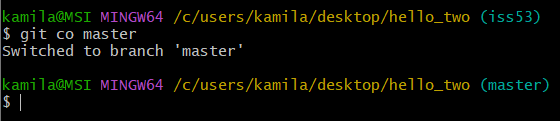 kamila@MSI MINGW64 /c/users/kamila/desktop/hello_two (iss53)
$ git co master
Switched to branch 'master'
kamila@MSI MINGW64 /c/users/kamila/desktop/hello_two (master)
$